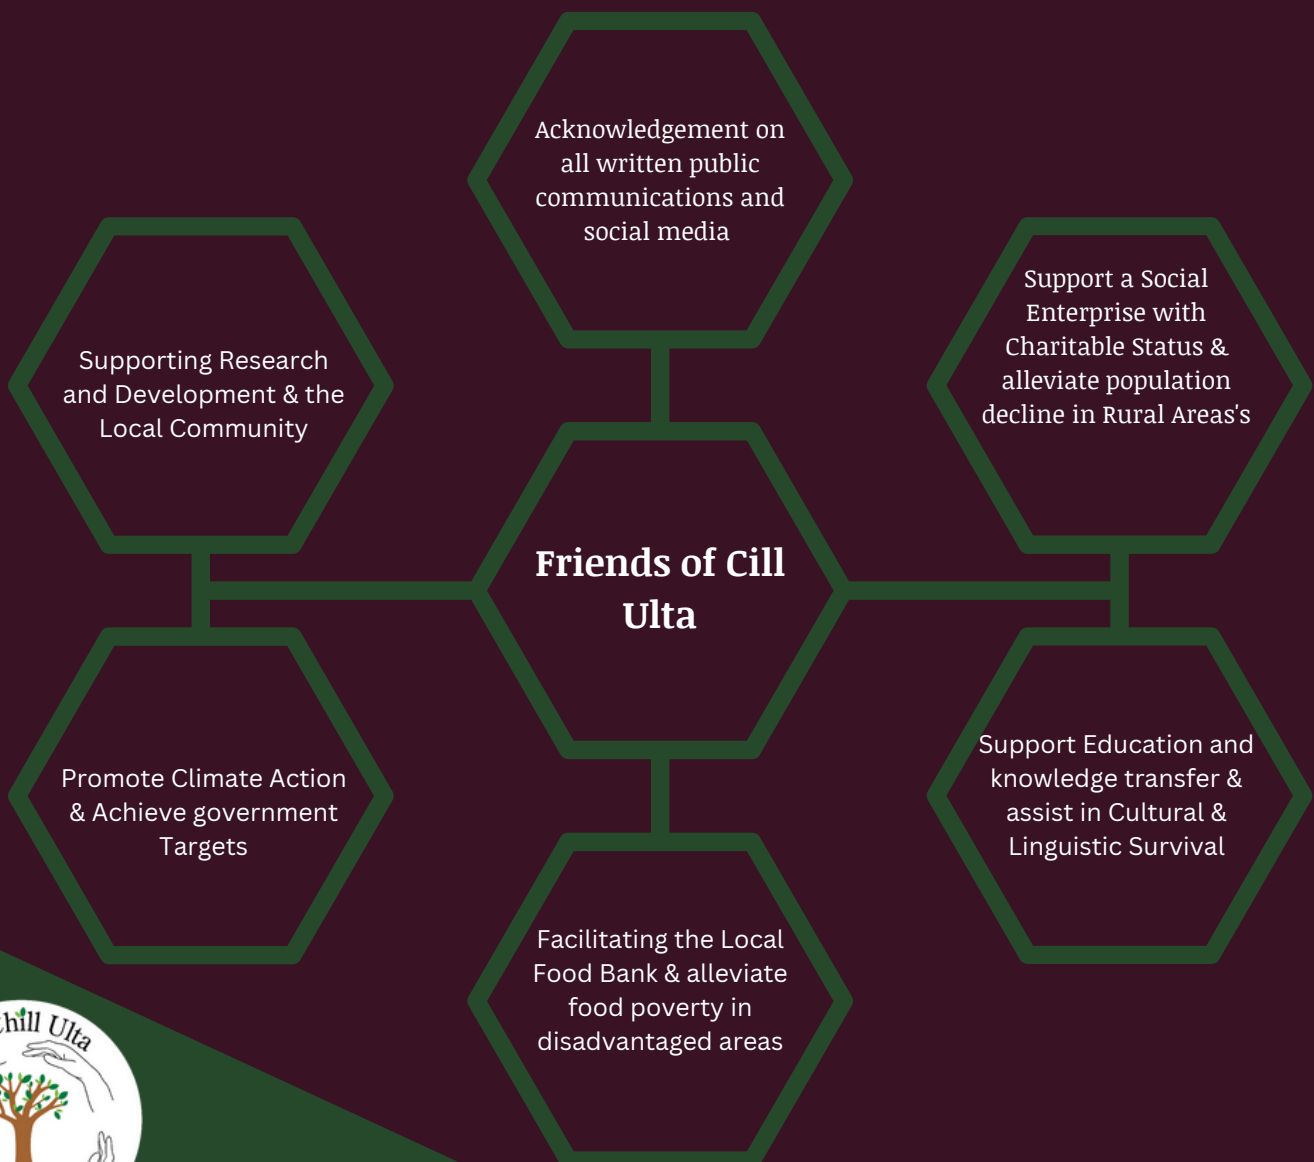 Acknowledgement on
all written public
communications and
social media
Supporting Research
and Development & the
Local Community
Support a Social
Enterprise with
Charitable Status &
alleviate population
decline in Rural Areas's
Friends of Cill
Ulta
Promote Climate Action
& Achieve government
Targets
Support Education and
knowledge transfer &
assist in Cultural &
Linguistic Survival
Facilitating the Local
Food Bank & alleviate
food poverty in
disadvantaged areas
Ulta